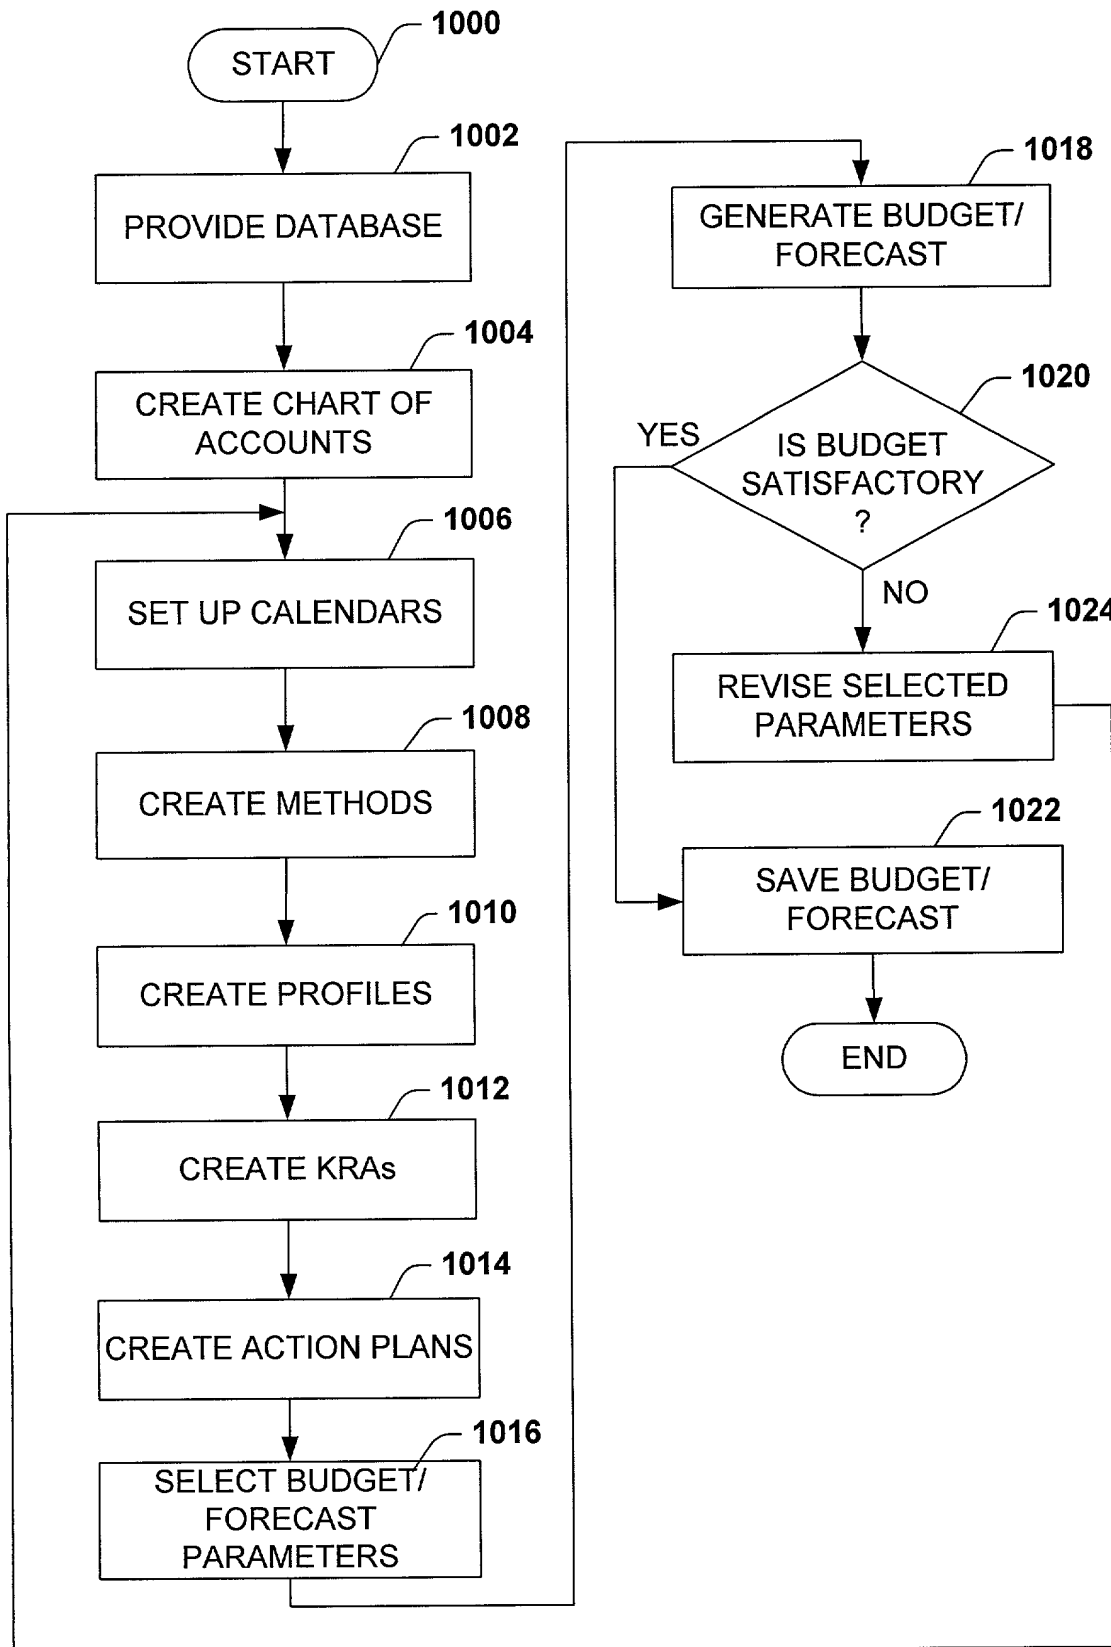 1000
START
1002
PROVIDE DATABASE
1004
CREATE CHART OF
ACCOUNTS
1006
SET UP CALENDARS
1008
CREATE METHODS
1010
CREATE PROFILES
1012
CREATE KRAs
1014
CREATE ACTION PLANS
1016
SELECT BUDGET/
FORECAST
PARAMETERS
1018
GENERATE BUDGET/
FORECAST
1020
YES
IS BUDGET
SATISFACTORY
?
NO
1024
REVISE SELECTED
PARAMETERS
1022
SAVE BUDGET/
FORECAST
END